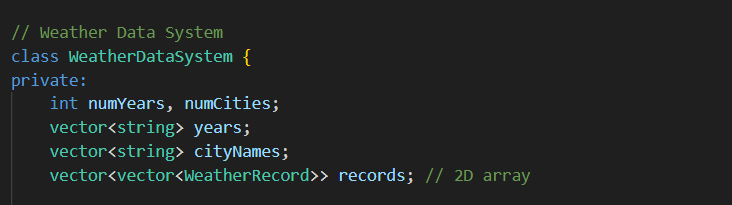 // Weather Data System
class WeatherDataSystem {
private:
    int numYears, numCities;
    vector<string> years;
    vector<string> cityNames;
    vector<vector<WeatherRecord>> records; // 2D array